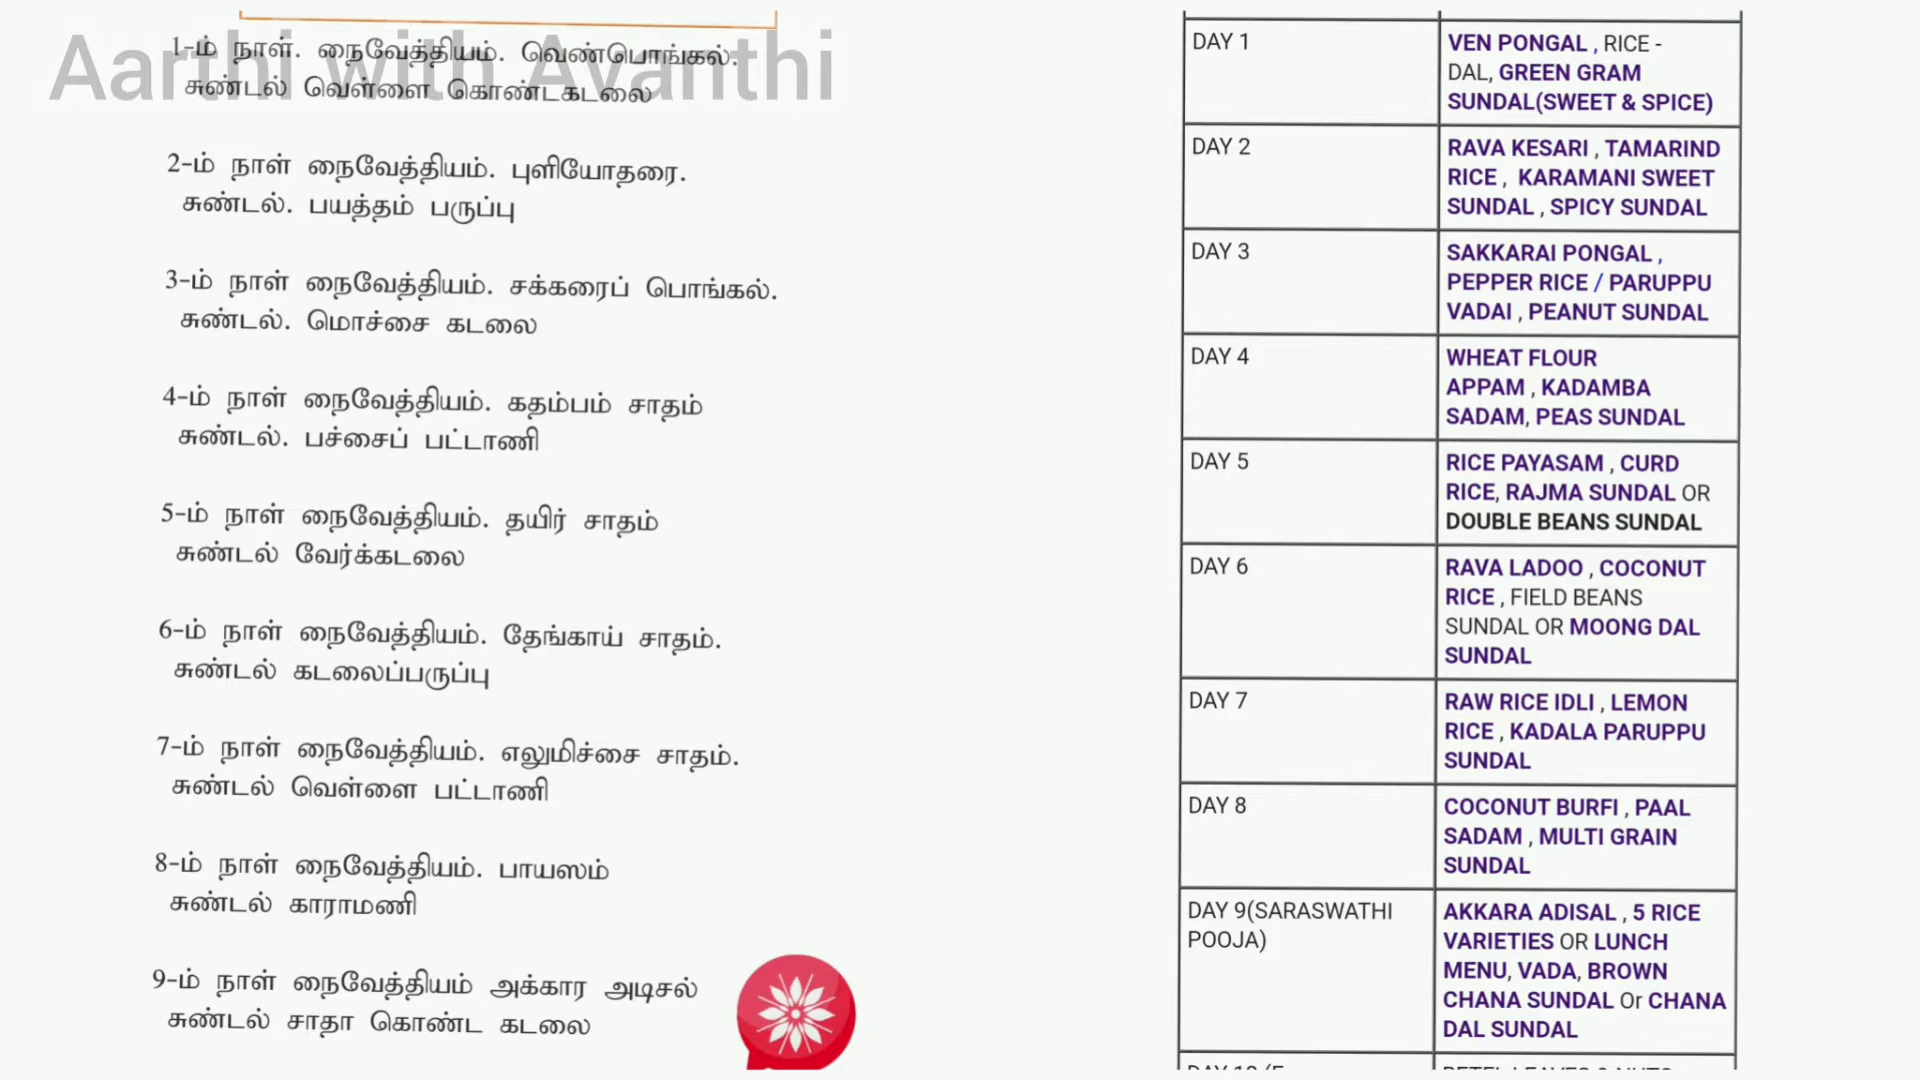 Aarthi with Avanthi
1-ம் நாள். நைவேத்தியம். வெண்பொங்கல்.
சுண்டல் வெள்ளை கொண்டகடலை
2-ம் நாள் நைவேத்தியம். புளியோதரை.
சுண்டல். பயத்தம் பருப்பு
3-ம் நாள் நைவேத்தியம். சக்கரைப் பொங்கல்.
சுண்டல். மொச்சை கடலை
4-ம் நாள் நைவேத்தியம். கதம்பம் சாதம்
சுண்டல். பச்சைப் பட்டாணி
5-ம் நாள் நைவேத்தியம். தயிர் சாதம்
சுண்டல் வேர்க்கடலை
6-ம் நாள் நைவேத்தியம். தேங்காய் சாதம்.
சுண்டல் கடலைப்பருப்பு
7-ம் நாள் நைவேத்தியம். எலுமிச்சை சாதம்.
சுண்டல் வெள்ளை பட்டாணி
8-ம் நாள் நைவேத்தியம். பாயஸம்
சுண்டல் காராமணி
9-ம் நாள் நைவேத்தியம் அக்கார அடிசல்
சுண்டல் சாதா கொண்ட கடலை
DAY 1
VEN PONGAL , RICE -
DAL, GREEN GRAM
SUNDAL(SWEET & SPICE)
DAY 2
RAVA KESARI , TAMARIND
RICE , KARAMANI SWEET
SUNDAL , SPICY SUNDAL
DAY 3
SAKKARAI PONGAL ,
PEPPER RICE / PARUPPU
VADAI , PEANUT SUNDAL
DAY 4
WHEAT FLOUR
APPAM , KADAMBA
SADAM, PEAS SUNDAL
DAY 5
RICE PAYASAM , CURD
RICE, RAJMA SUNDAL OR
DOUBLE BEANS SUNDAL
DAY 6
RAVA LADOO , COCONUT
RICE , FIELD BEANS
SUNDAL OR MOONG DAL
SUNDAL
DAY 7
RAW RICE IDLI , LEMON
RICE , KADALA PARUPPU
SUNDAL
DAY 8
COCONUT BURFI , PAAL
SADAM , MULTI GRAIN
SUNDAL
DAY 9(SARASWATHI
POOJA)
AKKARA ADISAL , 5 RICE
VARIETIES OR LUNCH
MENU, VADA, BROWN
CHANA SUNDAL Or CHANA
DAL SUNDAL